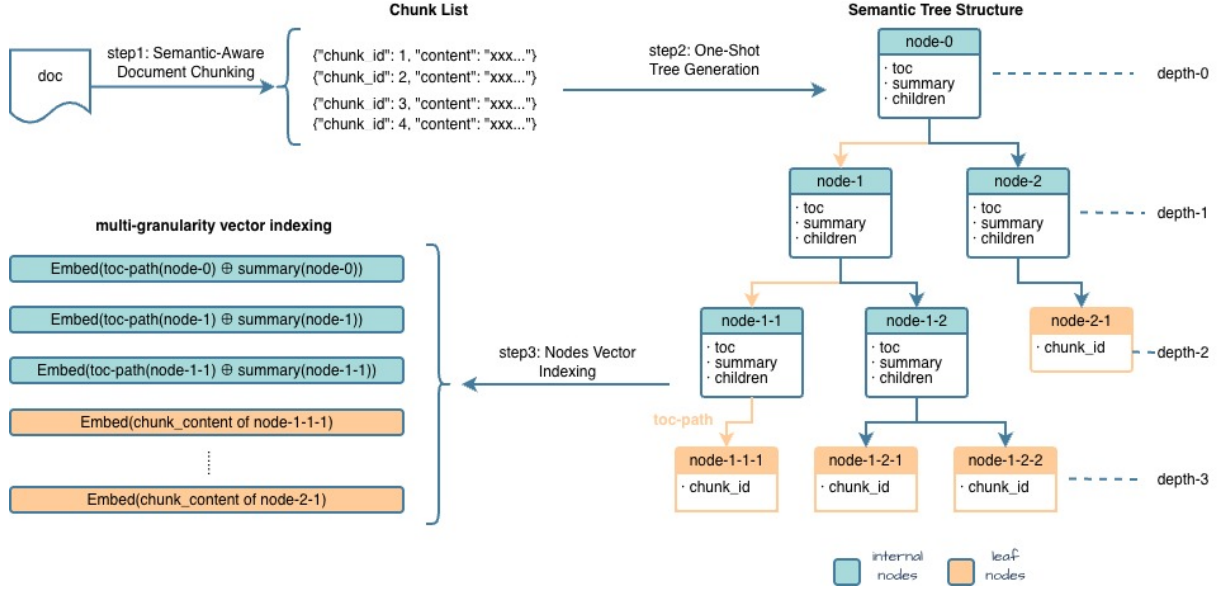 Chunk List
Semantic Tree Structure
doc
step1: Semantic-Aware
Document Chunking
{"chunk_id": 1, "content": "xxx..."}
{"chunk_id": 2, "content": "xxx..."}
{"chunk_id": 3, "content": "xxx..."}
{"chunk_id": 4, "content": "xxx..."}
step2: One-Shot
Tree Generation
node-0
· toc
· summary
· children
depth-0
node-1
· toc
· summary
· children
node-2
· toc
· summary
· children
depth-1
node-1-1
· toc
· summary
· children
node-1-2
· toc
· summary
· children
node-2-1
· chunk_id
depth-2
toc-path
node-1-1-1
· chunk_id
node-1-2-1
· chunk_id
node-1-2-2
· chunk_id
depth-3
step3: Nodes Vector
Indexing
multi-granularity vector indexing
Embed(toc-path(node-0) ⊕ summary(node-0))
Embed(toc-path(node-1) ⊕ summary(node-1))
Embed(toc-path(node-1-1) ⊕ summary(node-1-1))
Embed(chunk_content of node-1-1-1)
Embed(chunk_content of node-2-1)
internal
nodes
leaf
nodes